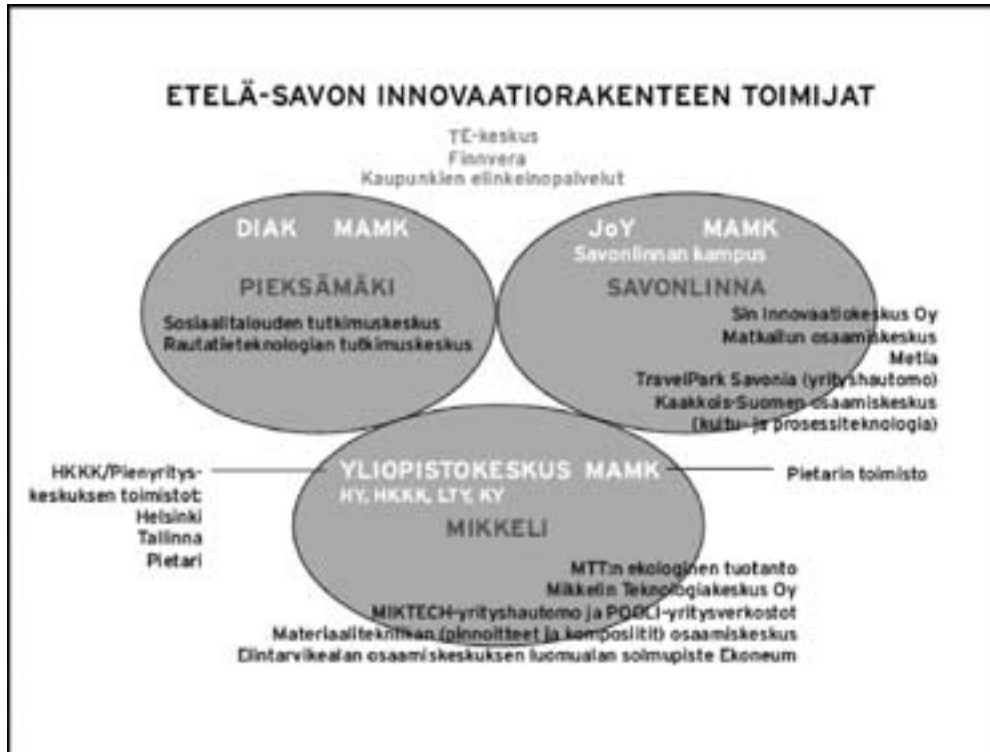 ETELÄ-SAVON INNOVAATIORAKENTEEN TOIMIJAT
TE-keskus
Finnvera
Kaupunkien elinkeinopalvelut
DIAK MAMK
PIEKSÄMÄKI
Sosiaalitalouden tutkimuskeskus
Rautatieteknologian tutkimuskeskus
JoY MAMK
Savonlinnan kampus
SAVONLINNA
Sln Innovaatiokeskus Oy
Matkailun osaamiskeskus
Metla
TravelPark Savonia (yrityshautomo)
Kaakkois-Suomen osaamiskeskus
(kuitu- ja prosessiteknologia)
HKKK/Pienyritys-
keskuksen toimistot:
Helsinki
Tallinna
Pietari
YLIOPISTOKESKUS MAMK
HY, HKKK, LTY, KY
MIKKELI
Pietarin toimisto
MTT:n ekologinen tuotanto
Mikkelin Teknologiakeskus Oy
MIKTECH-yrityshautomo ja POOLI-yritysverkostot
Materiaalitekniikan (pinnoitteet ja komposiitit) osaamiskeskus
Elintarvikealan osaamiskeskuksen luomualan solmupiste Ekoneum